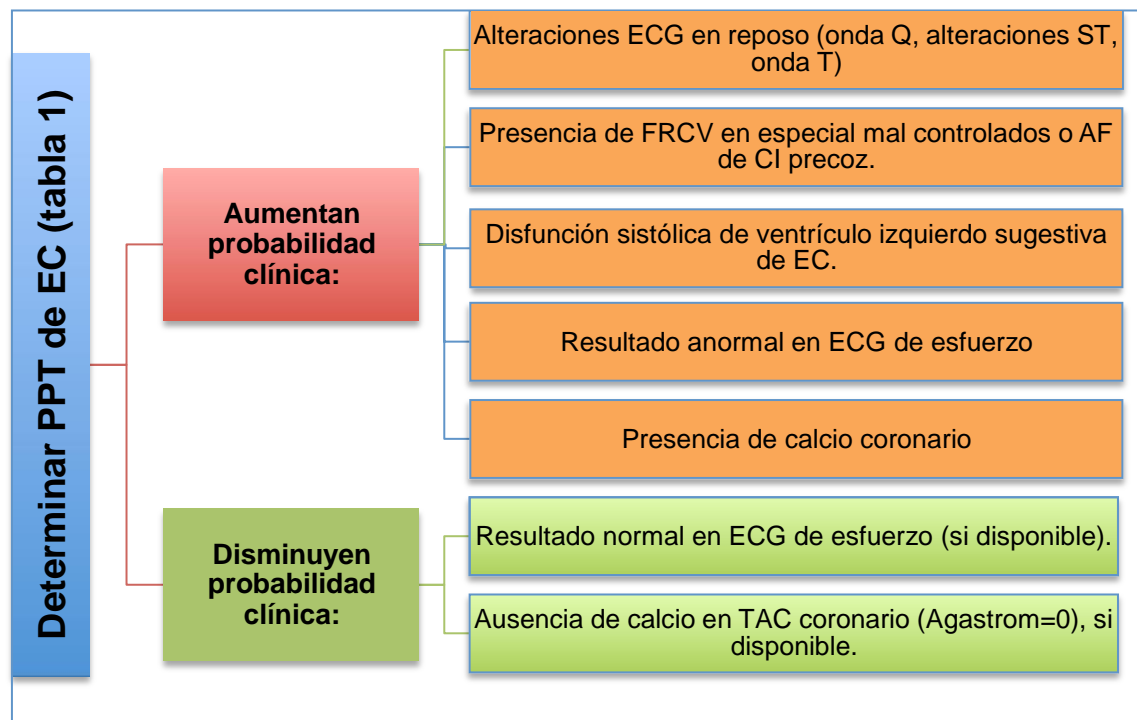 Determinar PPT de EC (tabla 1)
Aumentan
probabilidad
clínica:
Alteraciones ECG en reposo (onda Q, alteraciones ST,
onda T)
Presencia de FRCV en especial mal controlados o AF
de CI precoz.
Disfunción sistólica de ventrículo izquierdo sugestiva
de EC.
Resultado anormal en ECG de esfuerzo
Presencia de calcio coronario
Disminuyen
probabilidad
clínica:
Resultado normal en ECG de esfuerzo (si disponible).
Ausencia de calcio en TAC coronario (Agastrom=0), si
disponible.